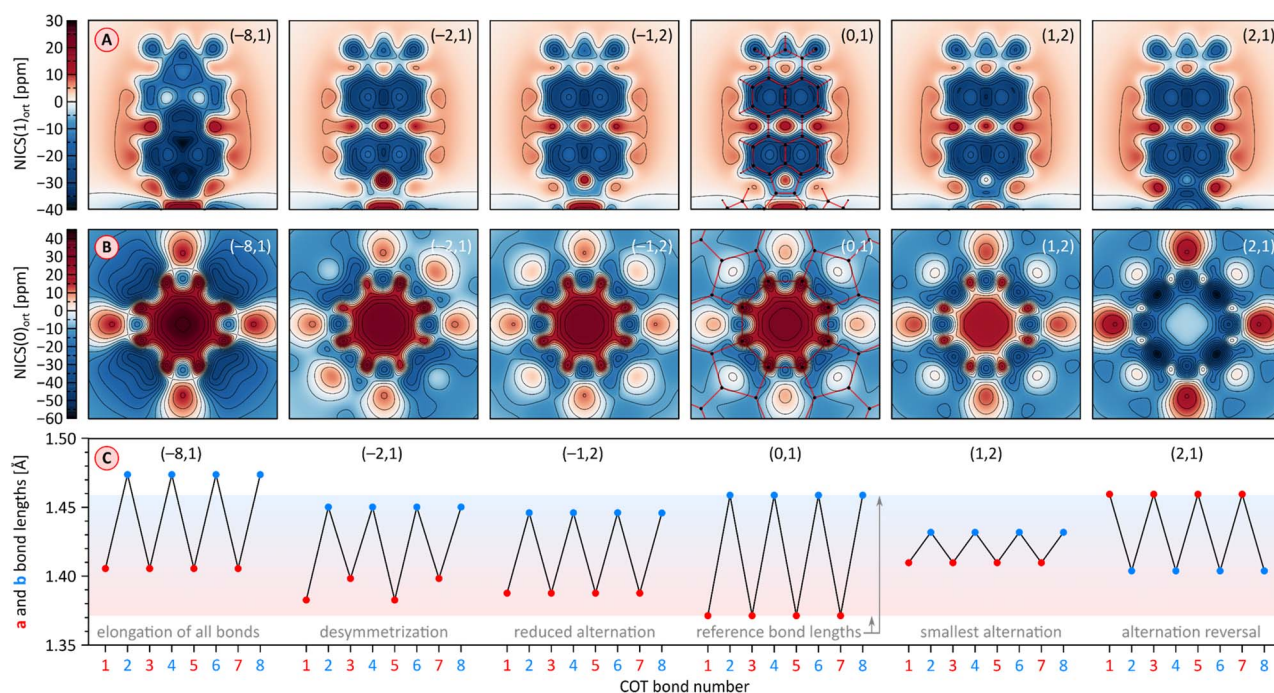 A
(−8,1) (−2,1) (−1,2) (0,1) (1,2) (2,1)
NICS(1)ort [ppm]
30
20
10
0
−10
−20
−30
−40
B
(−8,1) (−2,1) (−1,2) (0,1) (1,2) (2,1)
NICS(0)ort [ppm]
40
30
20
10
0
−10
−20
−30
−40
−50
−60
C
(−8,1) (−2,1) (−1,2) (0,1) (1,2) (2,1)
a and b bond lengths [Å]
1.50
1.45
1.40
1.35
elongation of all bonds desymmetrization reduced alternation reference bond lengths smallest alternation alternation reversal
1 2 3 4 5 6 7 8 1 2 3 4 5 6 7 8 1 2 3 4 5 6 7 8 1 2 3 4 5 6 7 8 1 2 3 4 5 6 7 8 1 2 3 4 5 6 7 8
COT bond number